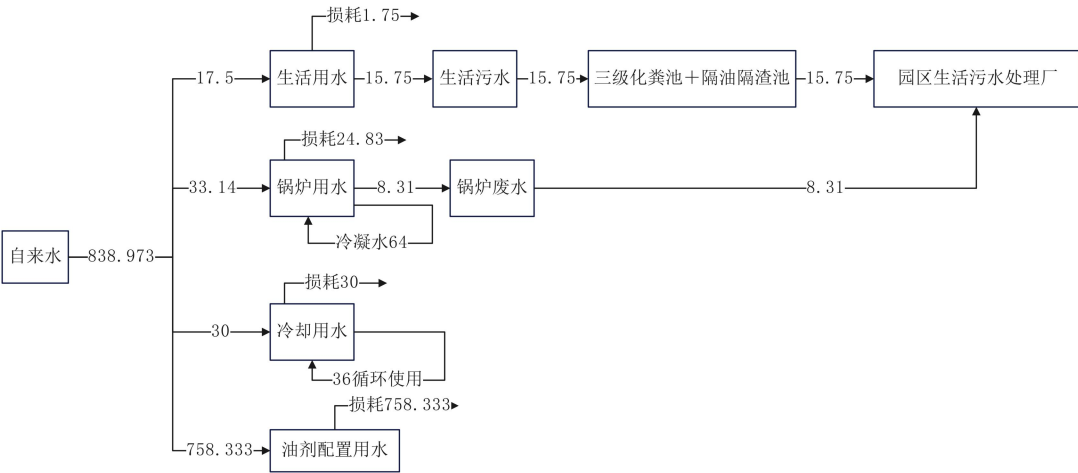 损耗1.75
17.5
生活用水
15.75
生活污水
15.75
三级化粪池+隔油隔渣池
15.75
园区生活污水处理厂
损耗24.83
33.14
锅炉用水
8.31
锅炉废水
8.31
冷凝水64
自来水
838.973
损耗30
30
冷却用水
36循环使用
损耗758.333
758.333
油剂配置用水